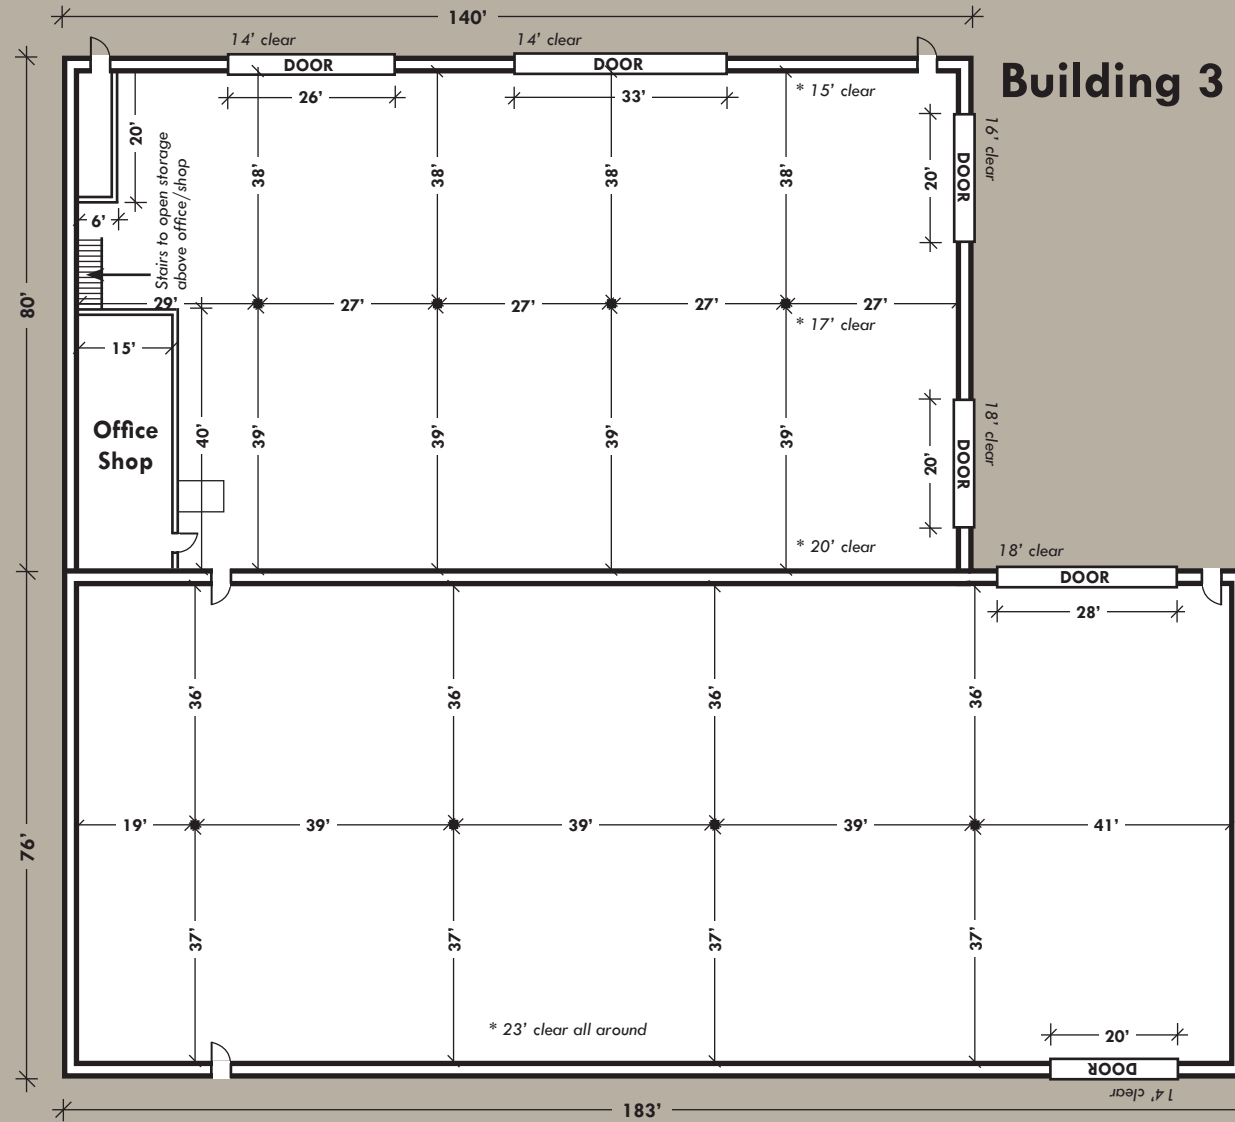 140'
14' clear
14' clear
DOOR
DOOR
Building 3
26'
33'
* 15' clear
16' clear
20'
38'
38'
38'
38'
20'
DOOR
Stairs to open storage
above office/shop
6'
80'
29'
27'
27'
27'
27'
* 17' clear
15'
Office
Shop
40'
39'
39'
39'
39'
20'
DOOR
18' clear
* 20' clear
18' clear
DOOR
28'
36'
36'
36'
36'
76'
19'
39'
39'
39'
41'
37'
37'
37'
37'
* 23' clear all around
20'
DOOR
14' clear
183'